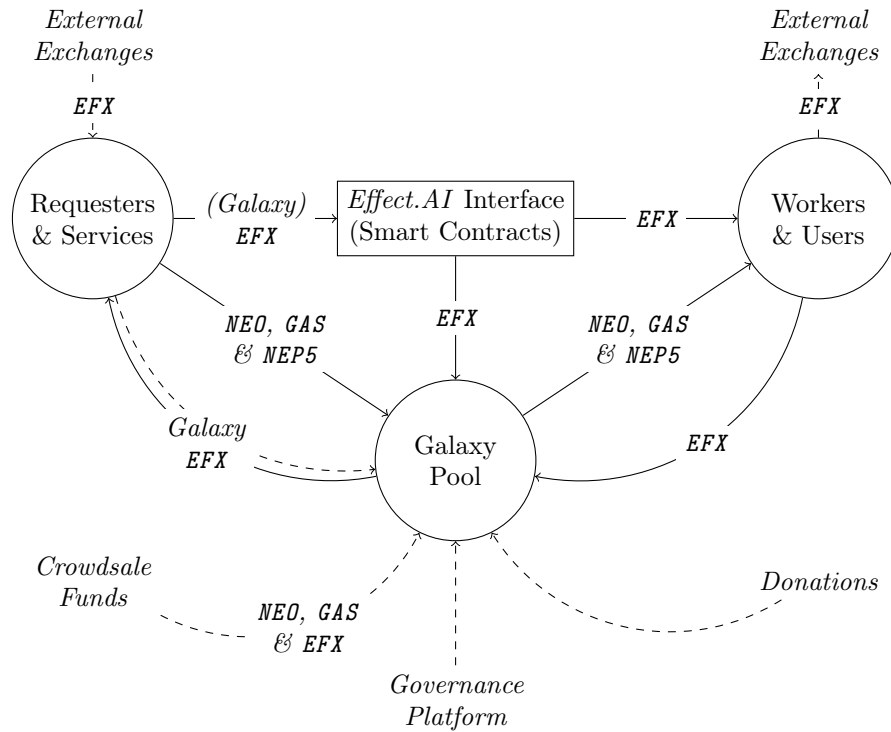 External
Exchanges
External
Exchanges
EFX
EFX
Requesters
& Services
(Galaxy)
EFX
Effect.AI Interface
(Smart Contracts)
EFX
Workers
& Users
EFX
NEO, GAS
& NEP5
NEO, GAS
& NEP5
Galaxy
EFX
Galaxy
Pool
EFX
Crowdsale
Funds
NEO, GAS
& EFX
Donations
Governance
Platform